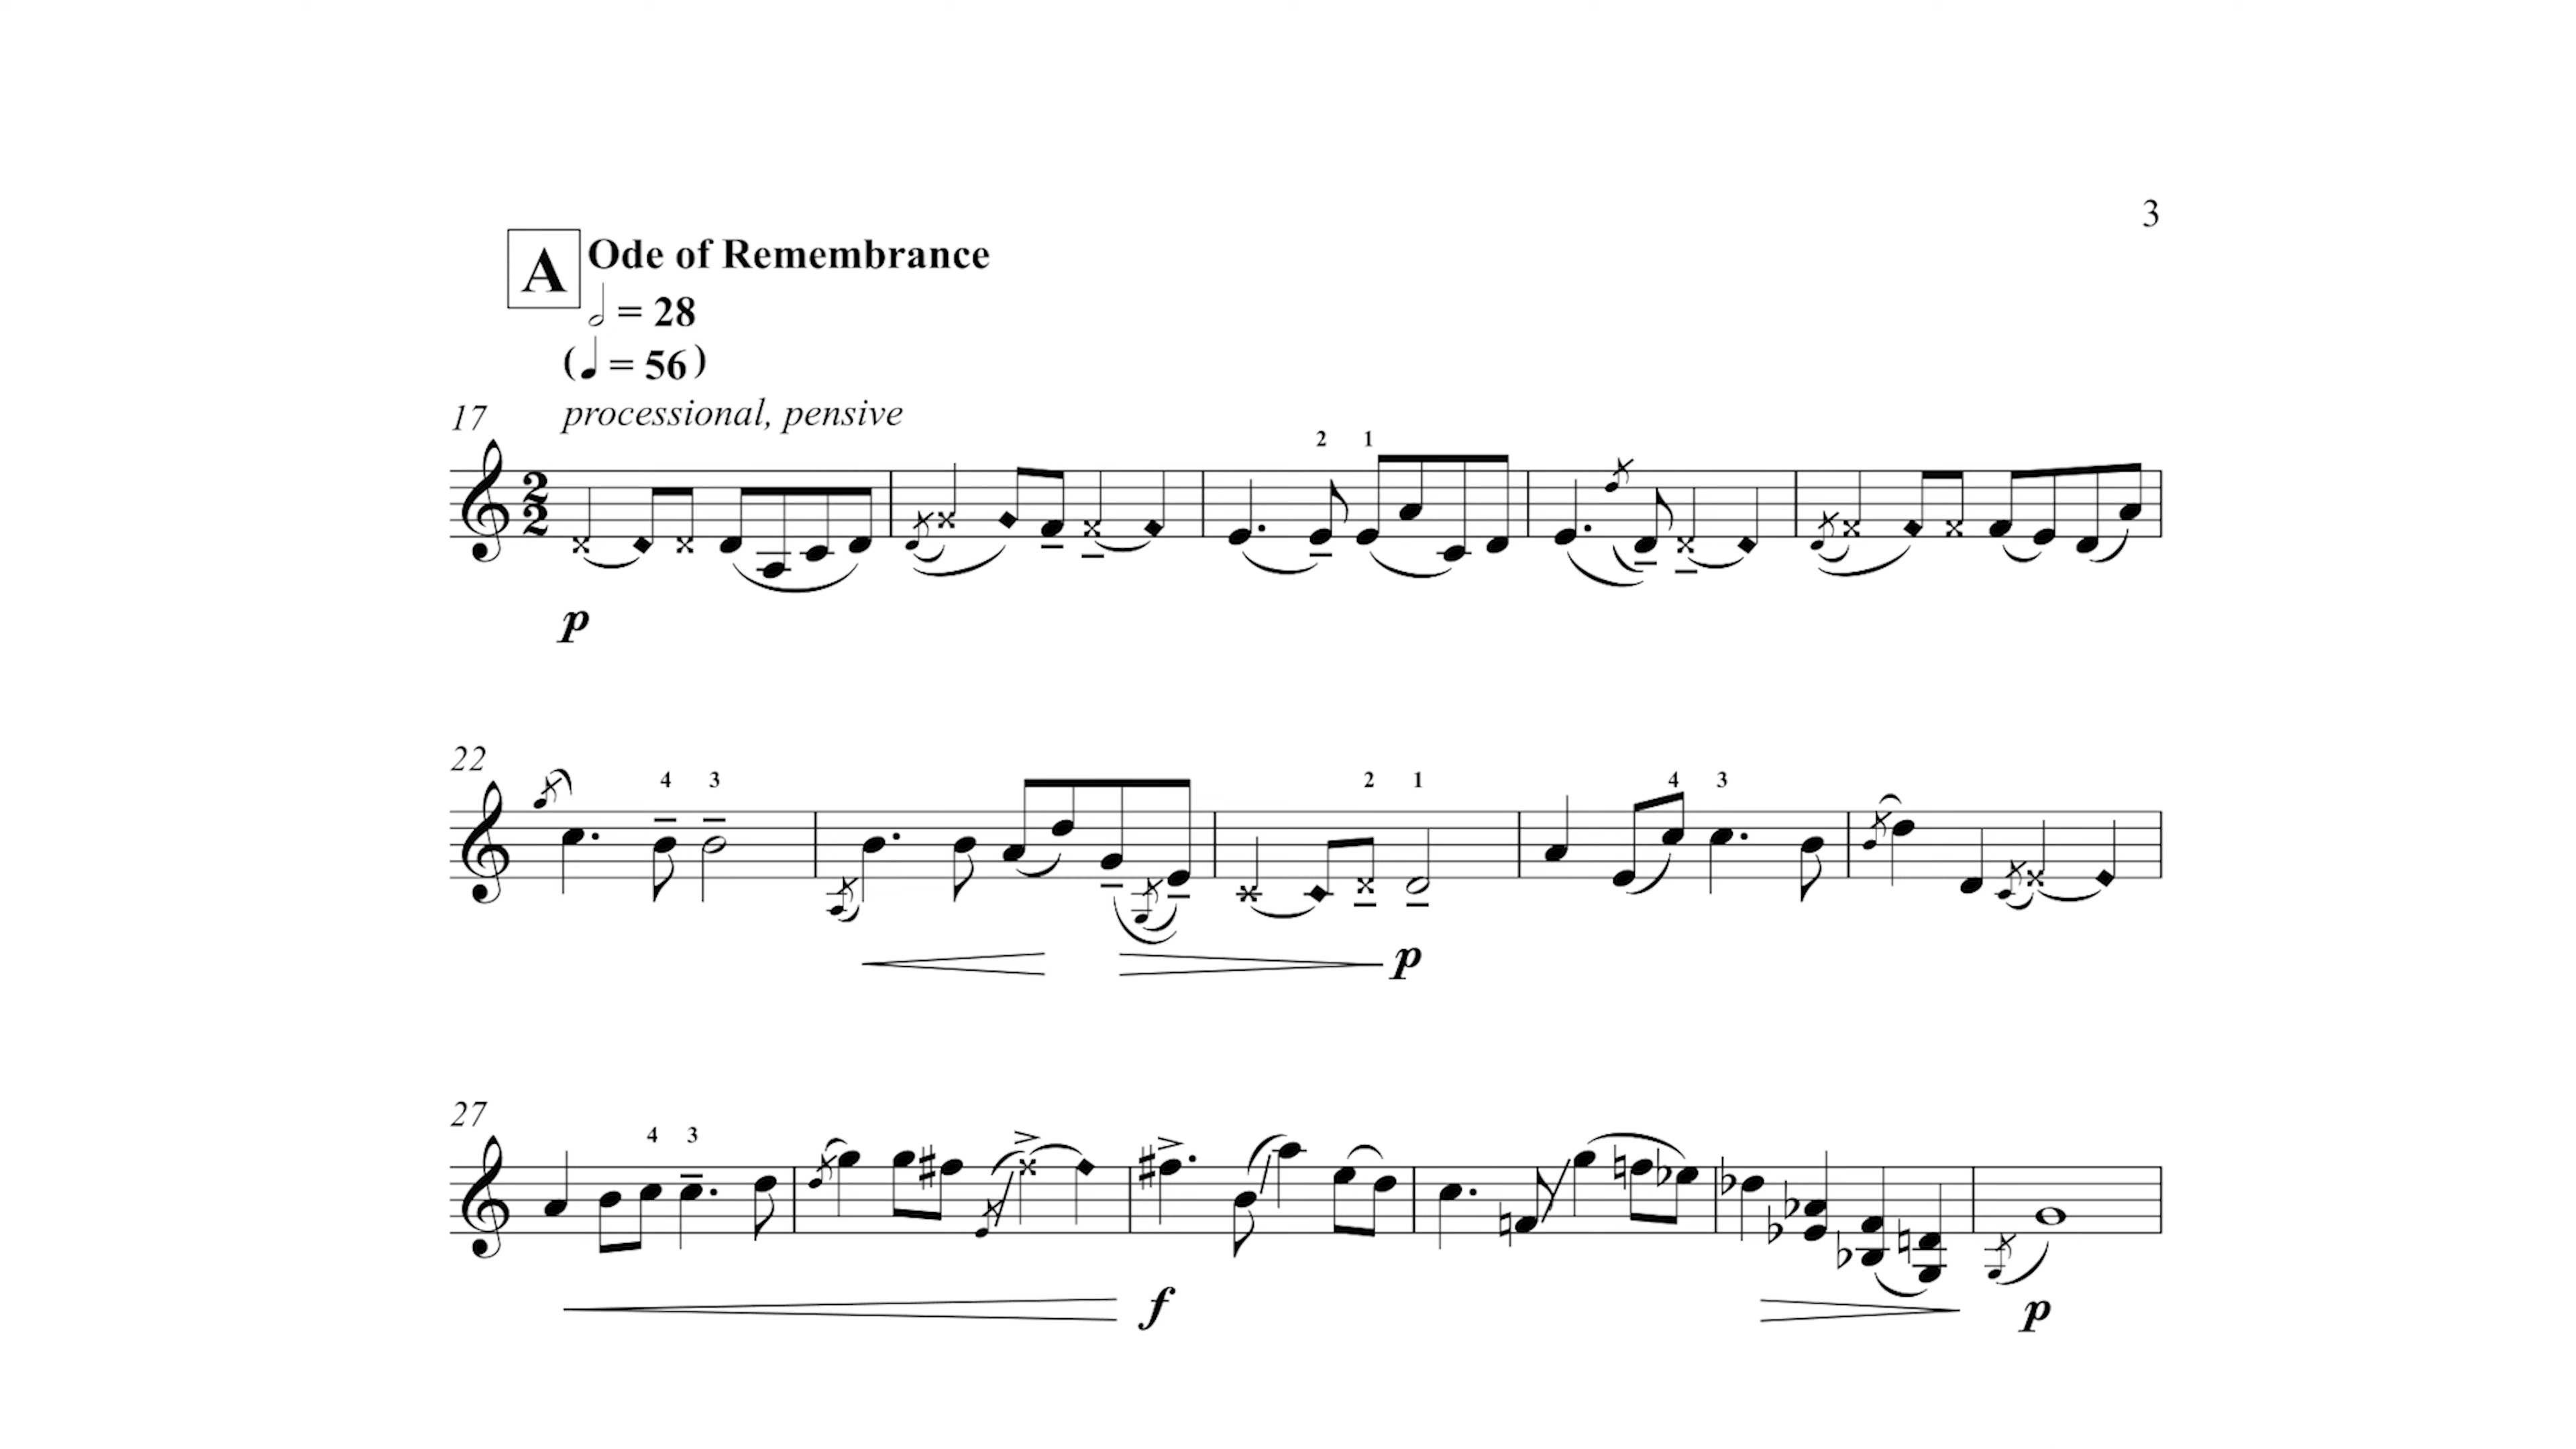 3
A Ode of Remembrance
= 28
( = 56 )
17 processional, pensive
2 1
2
2
p
22 4 3 2 1 4 3
p
27 4 3
f p